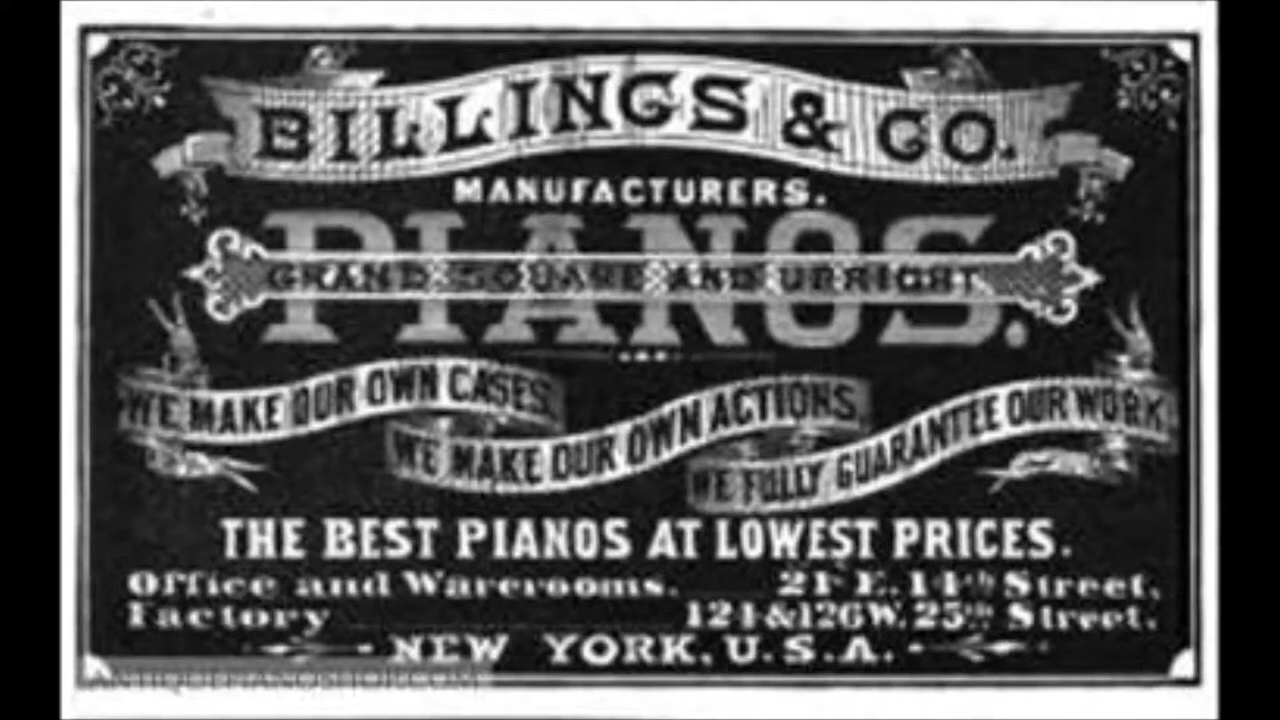 BILLINGS & CO.
MANUFACTURERS.
PIANOS.
GRAND SQUARE AND UPRIGHT
WE MAKE OUR OWN CASES.
WE MAKE OUR OWN ACTIONS.
WE FULLY GUARANTEE OUR WORK.
THE BEST PIANOS AT LOWEST PRICES.
Office and Warerooms. 21 E. 14th Street.
Factory 124 & 126 W. 25th Street.
NEW YORK, U.S.A.
ANTIQUEPIANOSHOP.COM